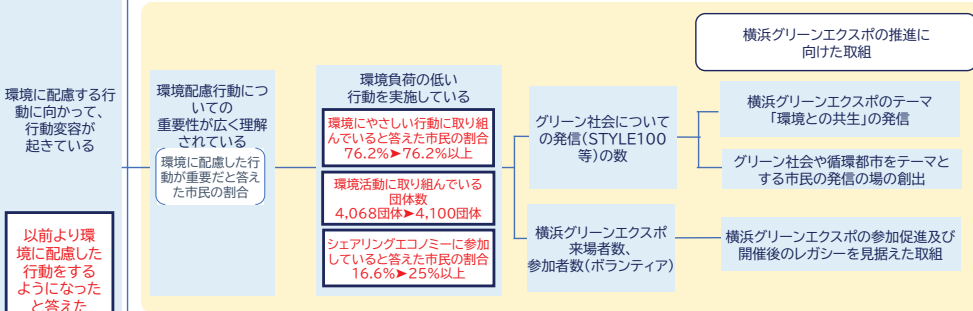 環境に配慮する行
動に向かって、
行動変容が
起きている
以前より環
境に配慮した
行動をする
ようになった
と答えた
環境配慮行動につ
いての
重要性が広く理解
されている
環境に配慮した行
動が重要だと答え
た市民の割合
環境負荷の低い
行動を実施している
環境にやさしい行動に取り組
んでいると答えた市民の割合
76.2%➤76.2%以上
環境活動に取り組んでいる
団体数
4,068団体➤4,100団体
シェアリングエコノミーに参加
していると答えた市民の割合
16.6%➤25%以上
グリーン社会について
の発信(STYLE100
等)の数
横浜グリーンエクスポ
来場者数、
参加者数(ボランティア)
横浜グリーンエクスポの推進に
向けた取組
横浜グリーンエクスポのテーマ
「環境との共生」の発信
グリーン社会や循環都市をテーマと
する市民の発信の場の創出
横浜グリーンエクスポの参加促進及び
開催後のレガシーを見据えた取組